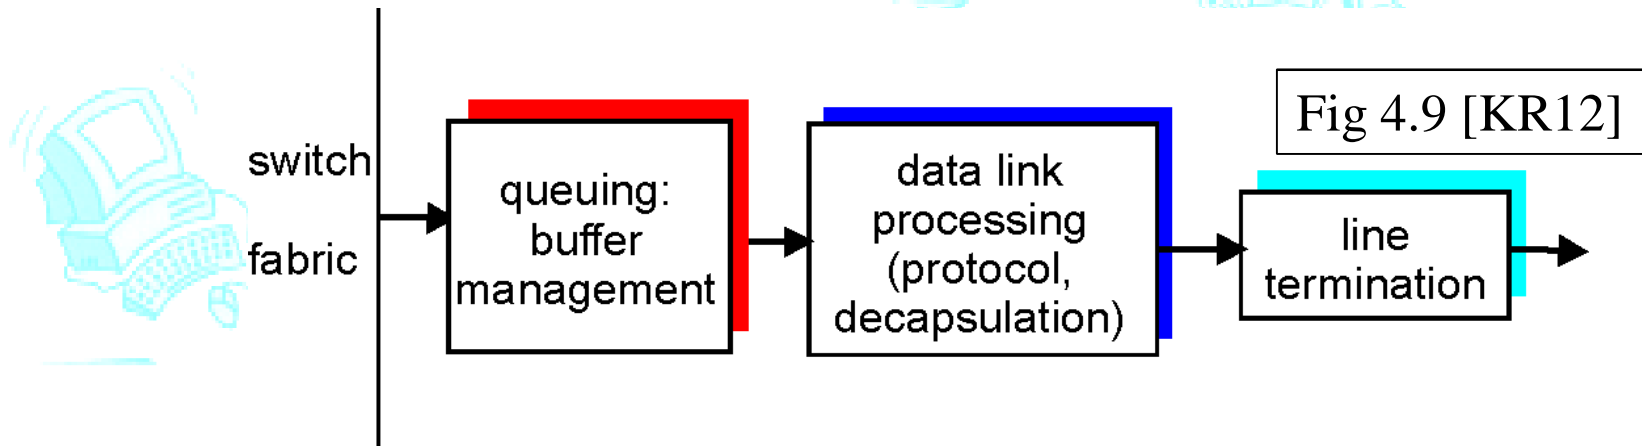 switch
fabric
queuing:
buffer
management
data link
processing
(protocol,
decapsulation)
Fig 4.9 [KR12]
line
termination